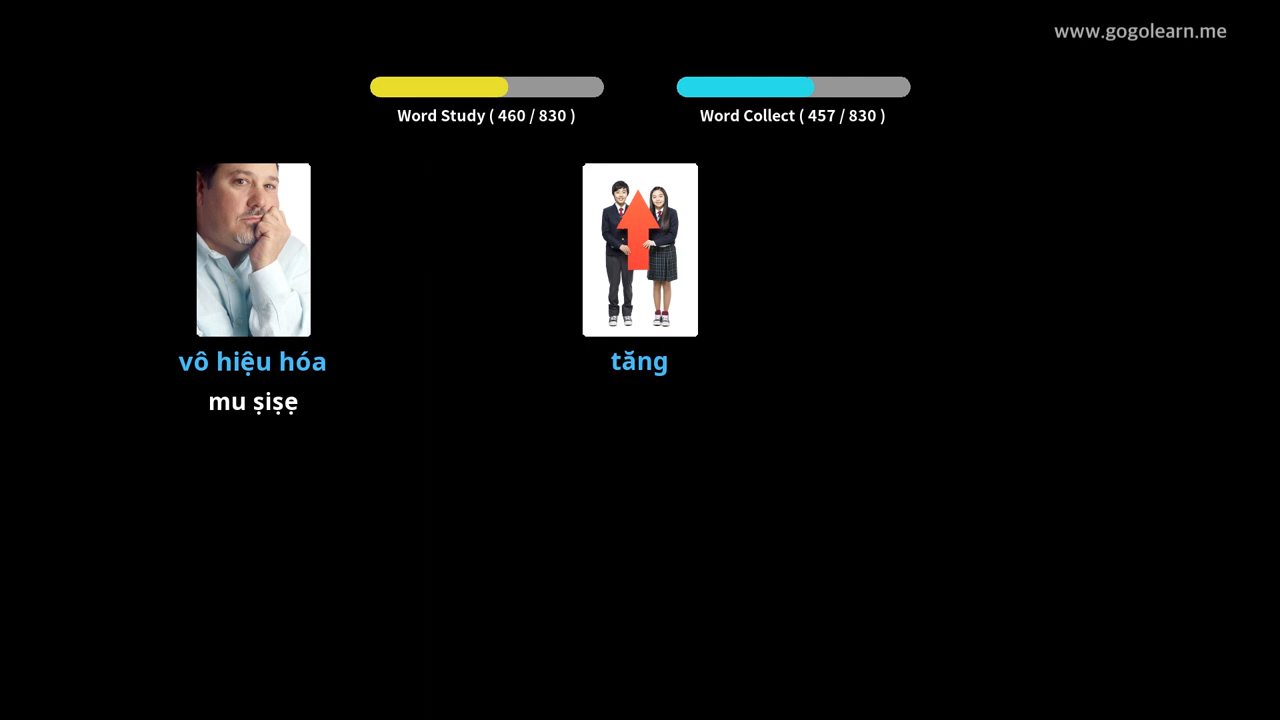 www.gogolearn.me
Word Study ( 460 / 830 )
Word Collect ( 457 / 830 )
vô hiệu hóa
mu ṣiṣẹ
tăng